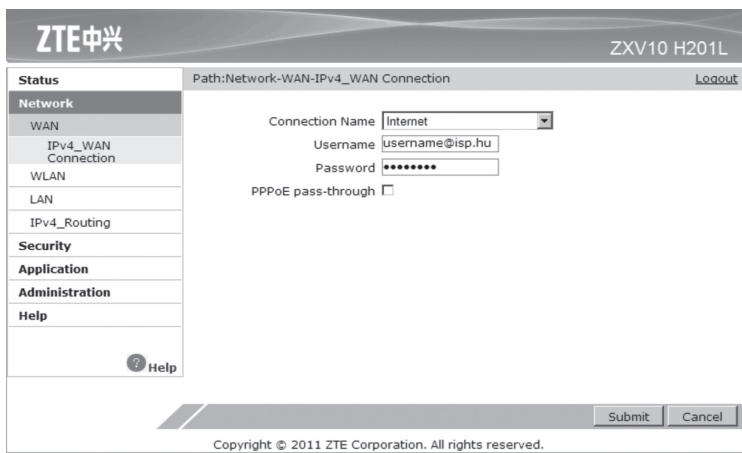 ZTE中兴
ZXV10 H201L
Status
Path:Network-WAN-IPv4_WAN Connection
Logout
Network
WAN
IPv4_WAN
Connection
WLAN
LAN
IPv4_Routing
Security
Application
Administration
Help
Help
Connection Name Internet
Username username@isp.hu
Password ••••••••
PPPoE pass-through
Submit
Cancel
Copyright © 2011 ZTE Corporation. All rights reserved.